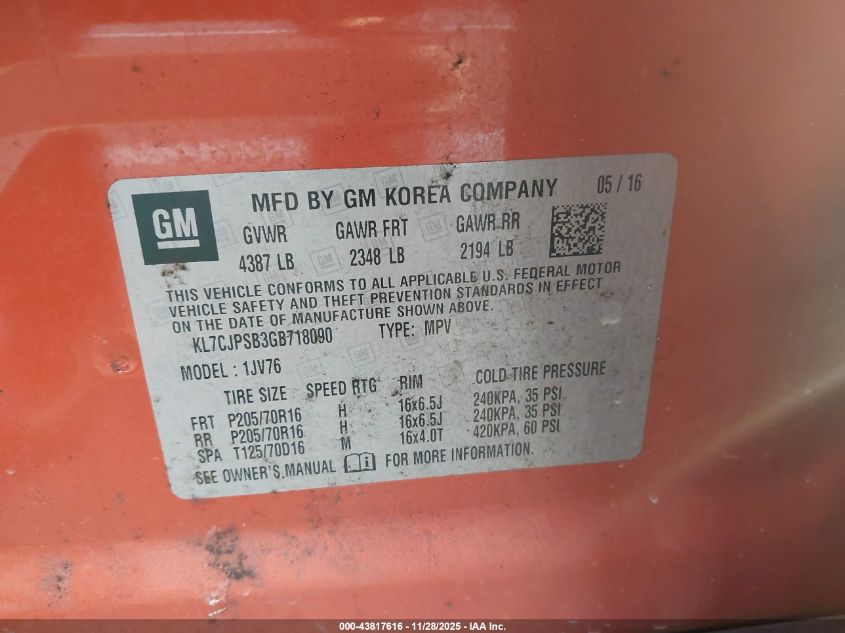 GM
MFD BY GM KOREA COMPANY 05 / 16
GVWR GAWR FRT GAWR RR
4387 LB 2348 LB 2194 LB
THIS VEHICLE CONFORMS TO ALL APPLICABLE U.S. FEDERAL MOTOR
VEHICLE SAFETY AND THEFT PREVENTION STANDARDS IN EFFECT
ON THE DATE OF MANUFACTURE SHOWN ABOVE.
KL7CJPSB3GB718090 TYPE: MPV
MODEL : 1JV76
TIRE SIZE SPEED RTG RIM COLD TIRE PRESSURE
FRT P205/70R16 H 16x6.5J 240KPA, 35 PSI
RR P205/70R16 H 16x6.5J 240KPA, 35 PSI
SPA T125/70D16 M 16x4.0T 420KPA, 60 PSI
SEE OWNER'S MANUAL FOR MORE INFORMATION.
000-43817616 - 11/28/2025 - IAA Inc.